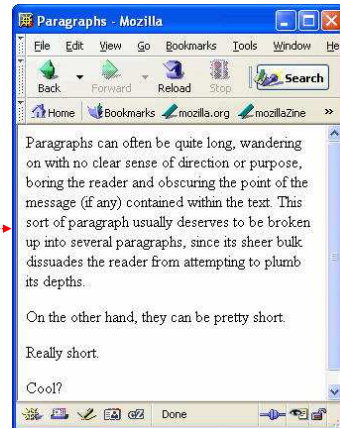 Paragraphs - Mozilla
File Edit View Go Bookmarks Tools Window He
Back Forward Reload Stop Search
Home Bookmarks mozilla.org mozillaZine »
Paragraphs can often be quite long, wandering
on with no clear sense of direction or purpose,
boring the reader and obscuring the point of the
message (if any) contained within the text. This
sort of paragraph usually deserves to be broken
up into several paragraphs, since its sheer bulk
dissuades the reader from attempting to plumb
its depths.
On the other hand, they can be pretty short.
Really short.
Cool?
Done